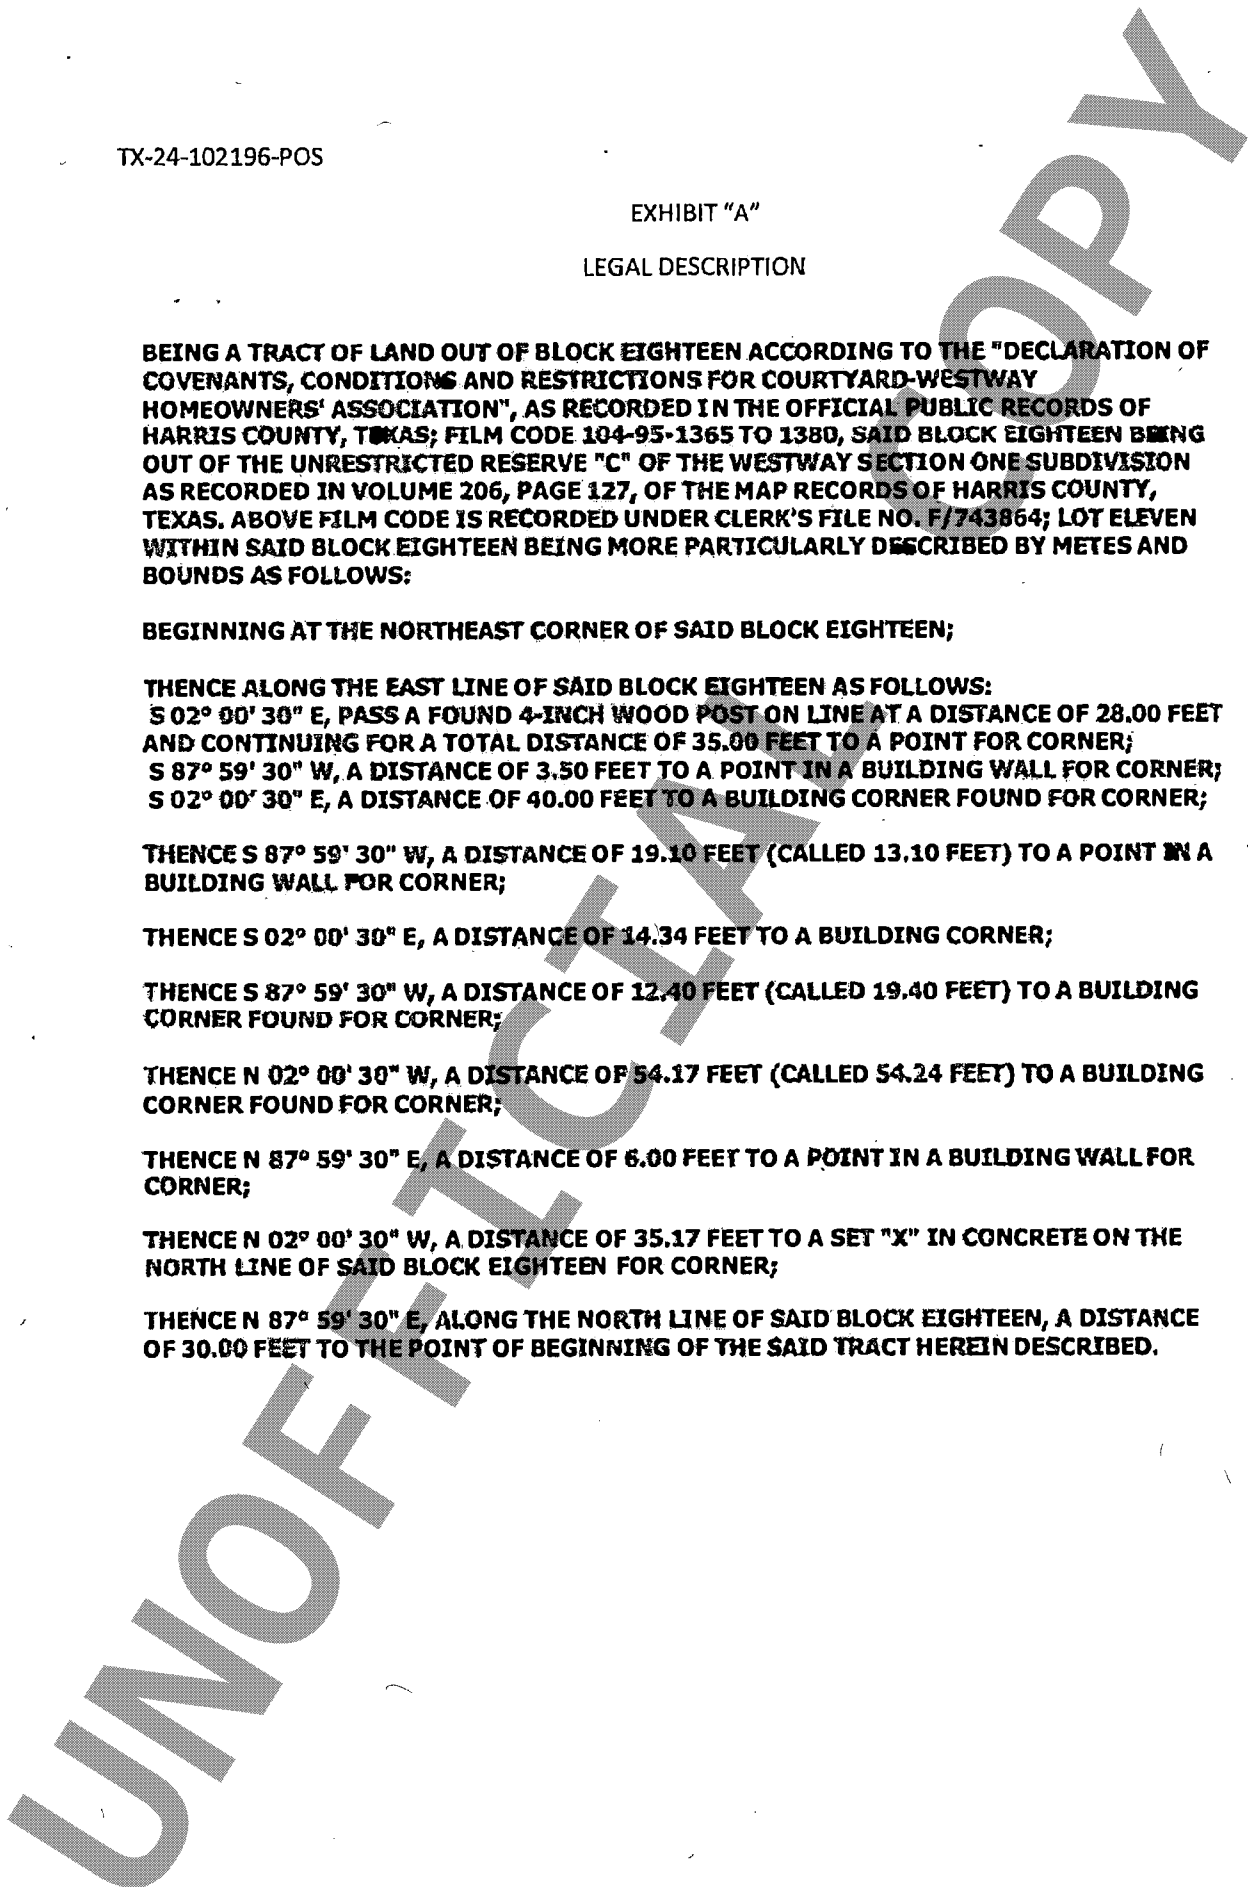 TX-24-102196-POS
EXHIBIT "A"
LEGAL DESCRIPTION
BEING A TRACT OF LAND OUT OF BLOCK EIGHTEEN ACCORDING TO THE "DECLARATION OF
COVENANTS, CONDITIONS AND RESTRICTIONS FOR COURTYARD-WESTWAY
HOMEOWNERS' ASSOCIATION", AS RECORDED IN THE OFFICIAL PUBLIC RECORDS OF
HARRIS COUNTY, TEXAS; FILM CODE 104-95-1365 TO 1380, SAID BLOCK EIGHTEEN BEING
OUT OF THE UNRESTRICTED RESERVE "C" OF THE WESTWAY SECTION ONE SUBDIVISION
AS RECORDED IN VOLUME 206, PAGE 127, OF THE MAP RECORDS OF HARRIS COUNTY,
TEXAS. ABOVE FILM CODE IS RECORDED UNDER CLERK'S FILE NO. F/743864; LOT ELEVEN
WITHIN SAID BLOCK EIGHTEEN BEING MORE PARTICULARLY DESCRIBED BY METES AND
BOUNDS AS FOLLOWS:
BEGINNING AT THE NORTHEAST CORNER OF SAID BLOCK EIGHTEEN;
THENCE ALONG THE EAST LINE OF SAID BLOCK EIGHTEEN AS FOLLOWS:
S 02º 00' 30" E, PASS A FOUND 4-INCH WOOD POST ON LINE AT A DISTANCE OF 28.00 FEET
AND CONTINUING FOR A TOTAL DISTANCE OF 35.00 FEET TO A POINT FOR CORNER;
S 87º 59' 30" W, A DISTANCE OF 3.50 FEET TO A POINT IN A BUILDING WALL FOR CORNER;
S 02º 00' 30" E, A DISTANCE OF 40.00 FEET TO A BUILDING CORNER FOUND FOR CORNER;
THENCE S 87º 59' 30" W, A DISTANCE OF 19.10 FEET (CALLED 13.10 FEET) TO A POINT IN A
BUILDING WALL FOR CORNER;
THENCE S 02º 00' 30" E, A DISTANCE OF 14.34 FEET TO A BUILDING CORNER;
THENCE S 87º 59' 30" W, A DISTANCE OF 12.40 FEET (CALLED 19.40 FEET) TO A BUILDING
CORNER FOUND FOR CORNER;
THENCE N 02º 00' 30" W, A DISTANCE OF 54.17 FEET (CALLED 54.24 FEET) TO A BUILDING
CORNER FOUND FOR CORNER;
THENCE N 87º 59' 30" E, A DISTANCE OF 6.00 FEET TO A POINT IN A BUILDING WALL FOR
CORNER;
THENCE N 02º 00' 30" W, A DISTANCE OF 35.17 FEET TO A SET "X" IN CONCRETE ON THE
NORTH LINE OF SAID BLOCK EIGHTEEN FOR CORNER;
THENCE N 87º 59' 30" E, ALONG THE NORTH LINE OF SAID BLOCK EIGHTEEN, A DISTANCE
OF 30.00 FEET TO THE POINT OF BEGINNING OF THE SAID TRACT HEREIN DESCRIBED.
UNOFFICIAL COPY